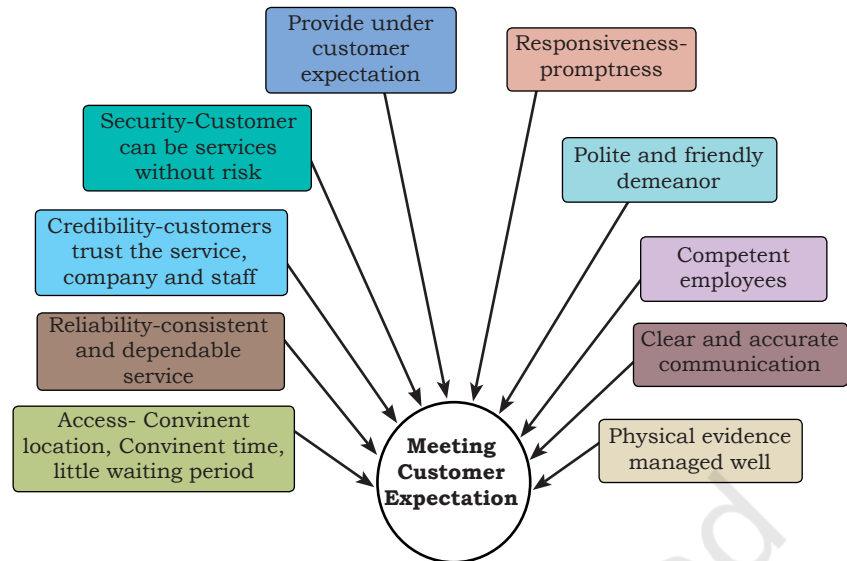 Provide under
customer
expectation
Responsiveness-
promptness
Security-Customer
can be services
without risk
Polite and friendly
demeanor
Credibility-customers
trust the service,
company and staff
Competent
employees
Reliability-consistent
and dependable
service
Clear and accurate
communication
Access- Convinent
location, Convinent time,
little waiting period
Meeting
Customer
Expectation
Physical evidence
managed well